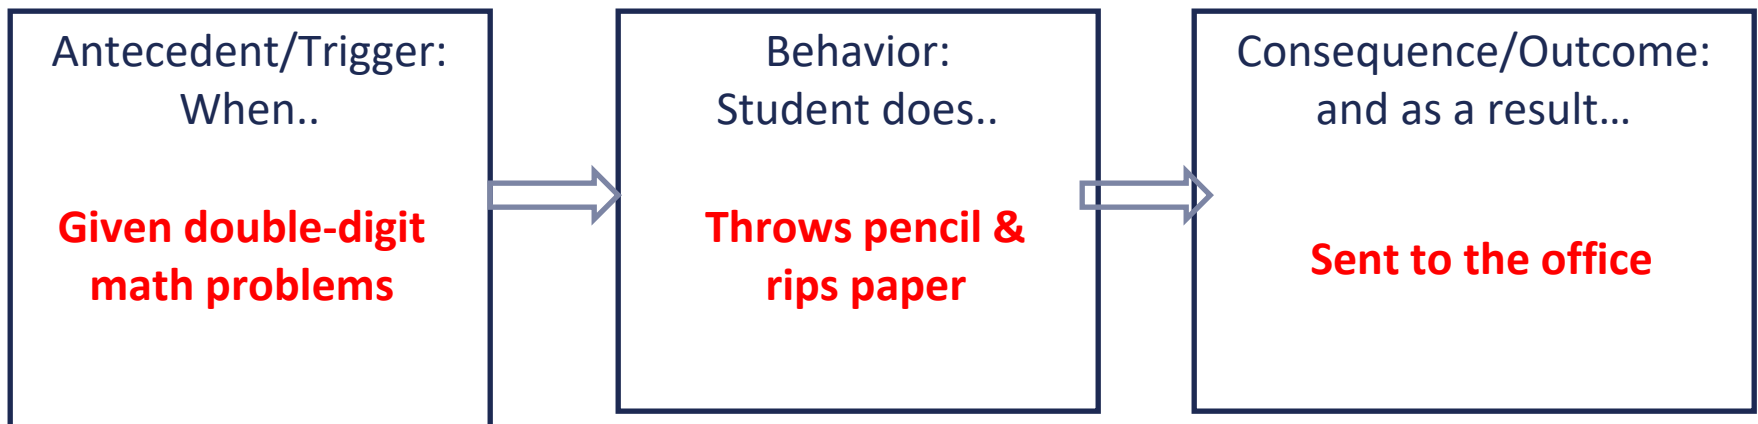 Antecedent/Trigger:
When..
Given double-digit
math problems
Behavior:
Student does..
Throws pencil &
rips paper
Consequence/Outcome:
and as a result…
Sent to the office